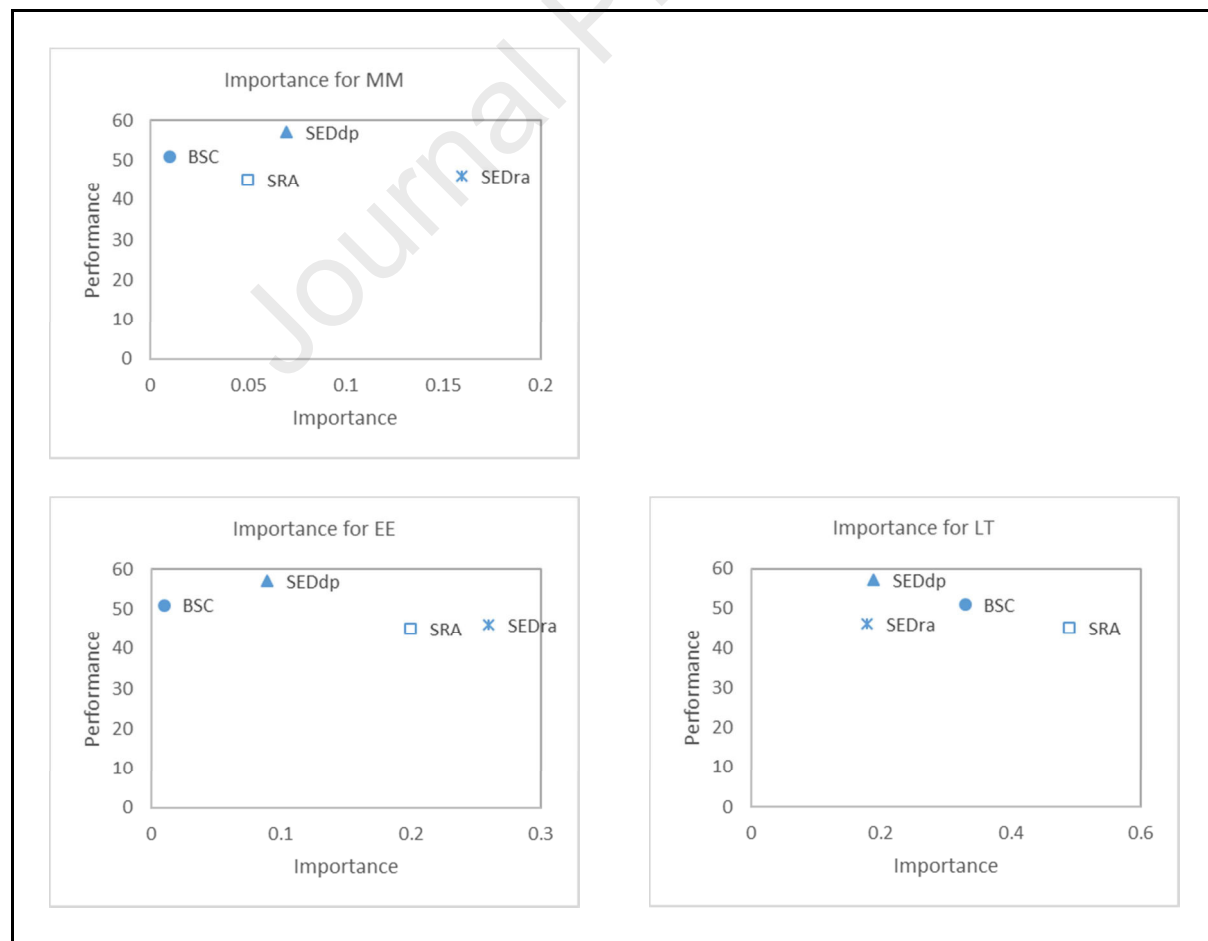 Journal P
Importance for MM
Performance
60
50
40
30
20
10
0
SEDdp
BSC
SRA
SEDra
0 0.05 0.1 0.15 0.2
Importance
Importance for EE
Performance
60
50
40
30
20
10
0
SEDdp
BSC
SRA
SEDra
0 0.1 0.2 0.3
Importance
Importance for LT
Performance
60
50
40
30
20
10
0
SEDdp
BSC
SEDra
SRA
0 0.2 0.4 0.6
Importance